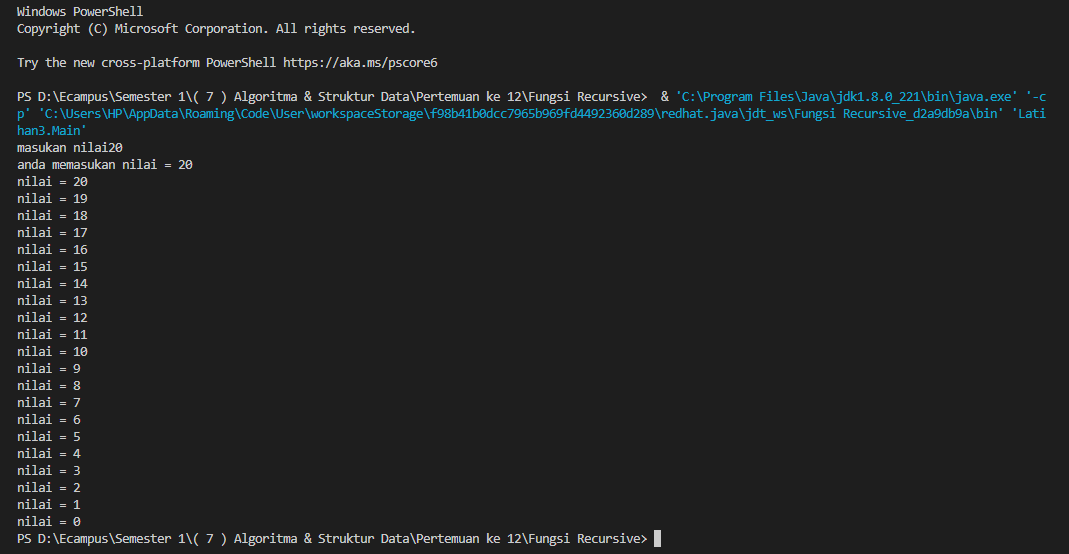 Windows PowerShell
Copyright (C) Microsoft Corporation. All rights reserved.
Try the new cross-platform PowerShell https://aka.ms/pscore6
PS D:\Ecampus\Semester 1\( 7 ) Algoritma & Struktur Data\Pertemuan ke 12\Fungsi Recursive>  & 'C:\Program Files\Java\jdk1.8.0_221\bin\java.exe' '-c
p' 'C:\Users\HP\AppData\Roaming\Code\User\workspaceStorage\f98b41b0dcc7965b969fd4492360d289\redhat.java\jdt_ws\Fungsi Recursive_d2a9db9a\bin' 'Lati
han3.Main'
masukan nilai20
anda memasukan nilai = 20
nilai = 20
nilai = 19
nilai = 18
nilai = 17
nilai = 16
nilai = 15
nilai = 14
nilai = 13
nilai = 12
nilai = 11
nilai = 10
nilai = 9
nilai = 8
nilai = 7
nilai = 6
nilai = 5
nilai = 4
nilai = 3
nilai = 2
nilai = 1
nilai = 0
PS D:\Ecampus\Semester 1\( 7 ) Algoritma & Struktur Data\Pertemuan ke 12\Fungsi Recursive>